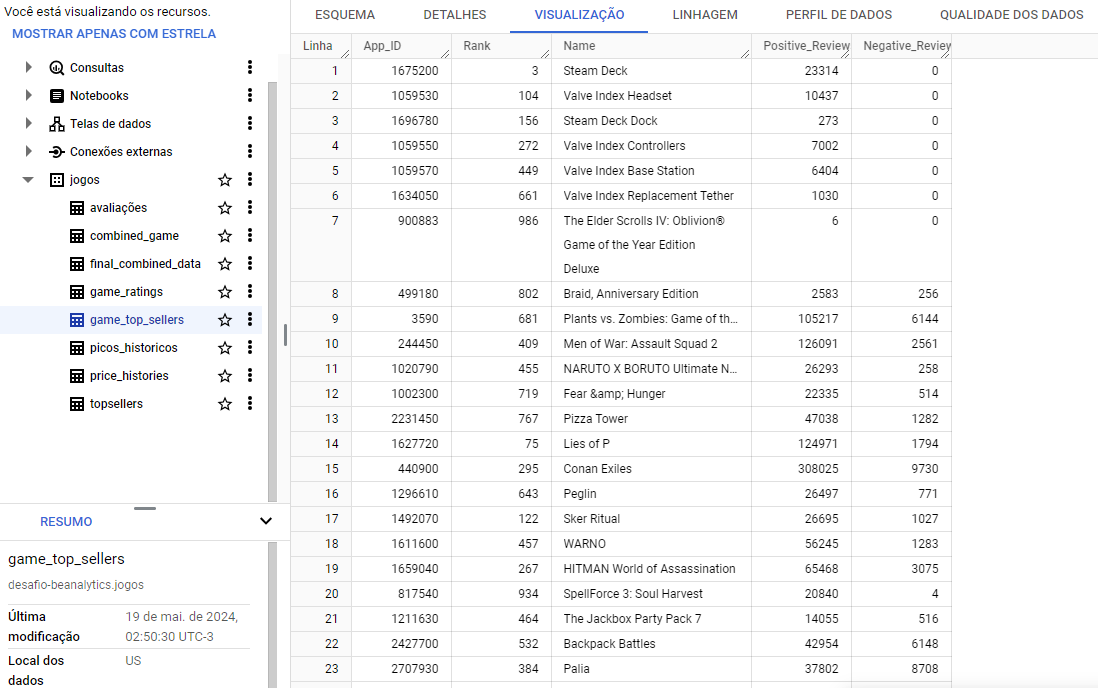 Você está visualizando os recursos.
MOSTRAR APENAS COM ESTRELA
Consultas
Notebooks
Telas de dados
Conexões externas
jogos
avaliações
combined_game
final_combined_data
game_ratings
game_top_sellers
picos_historicos
price_histories
topsellers
RESUMO
game_top_sellers
desafio-beanalytics.jogos
Última modificação 19 de mai. de 2024, 02:50:30 UTC-3
Local dos dados US
ESQUEMA DETALHES VISUALIZAÇÃO LINHAGEM PERFIL DE DADOS QUALIDADE DOS DADOS
Linha App_ID Rank Name Positive_Review Negative_Review
1 1675200 3 Steam Deck 23314 0
2 1059530 104 Valve Index Headset 10437 0
3 1696780 156 Steam Deck Dock 273 0
4 1059550 272 Valve Index Controllers 7002 0
5 1059570 449 Valve Index Base Station 6404 0
6 1634050 661 Valve Index Replacement Tether 1030 0
7 900883 986 The Elder Scrolls IV: Oblivion® 6 0
Game of the Year Edition
Deluxe
8 499180 802 Braid, Anniversary Edition 2583 256
9 3590 681 Plants vs. Zombies: Game of th... 105217 6144
10 244450 409 Men of War: Assault Squad 2 126091 2561
11 1020790 455 NARUTO X BORUTO Ultimate N... 26293 258
12 1002300 719 Fear &amp; Hunger 22335 514
13 2231450 767 Pizza Tower 47038 1282
14 1627720 75 Lies of P 124971 1794
15 440900 295 Conan Exiles 308025 9730
16 1296610 643 Peglin 26497 771
17 1492070 122 Sker Ritual 26695 1027
18 1611600 457 WARNO 56245 1283
19 1659040 267 HITMAN World of Assassination 65468 3075
20 817540 934 SpellForce 3: Soul Harvest 20840 4
21 1211630 464 The Jackbox Party Pack 7 14055 516
22 2427700 532 Backpack Battles 42954 6148
23 2707930 384 Palia 37802 8708